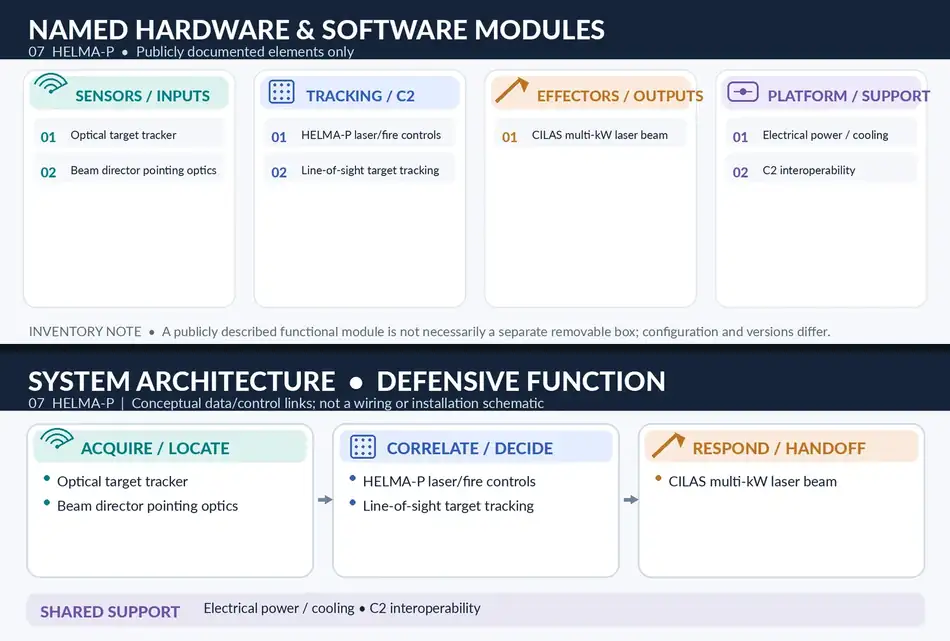 NAMED HARDWARE & SOFTWARE MODULES
07 HELMA-P • Publicly documented elements only
SENSORS / INPUTS
01 Optical target tracker
02 Beam director pointing optics
TRACKING / C2
01 HELMA-P laser/fire controls
02 Line-of-sight target tracking
EFFECTORS / OUTPUTS
01 CILAS multi-kW laser beam
PLATFORM / SUPPORT
01 Electrical power / cooling
02 C2 interoperability
INVENTORY NOTE • A publicly described functional module is not necessarily a separate removable box; configuration and versions differ.
SYSTEM ARCHITECTURE • DEFENSIVE FUNCTION
07 HELMA-P | Conceptual data/control links; not a wiring or installation schematic
ACQUIRE / LOCATE
• Optical target tracker
• Beam director pointing optics
CORRELATE / DECIDE
• HELMA-P laser/fire controls
• Line-of-sight target tracking
RESPOND / HANDOFF
• CILAS multi-kW laser beam
SHARED SUPPORT Electrical power / cooling • C2 interoperability